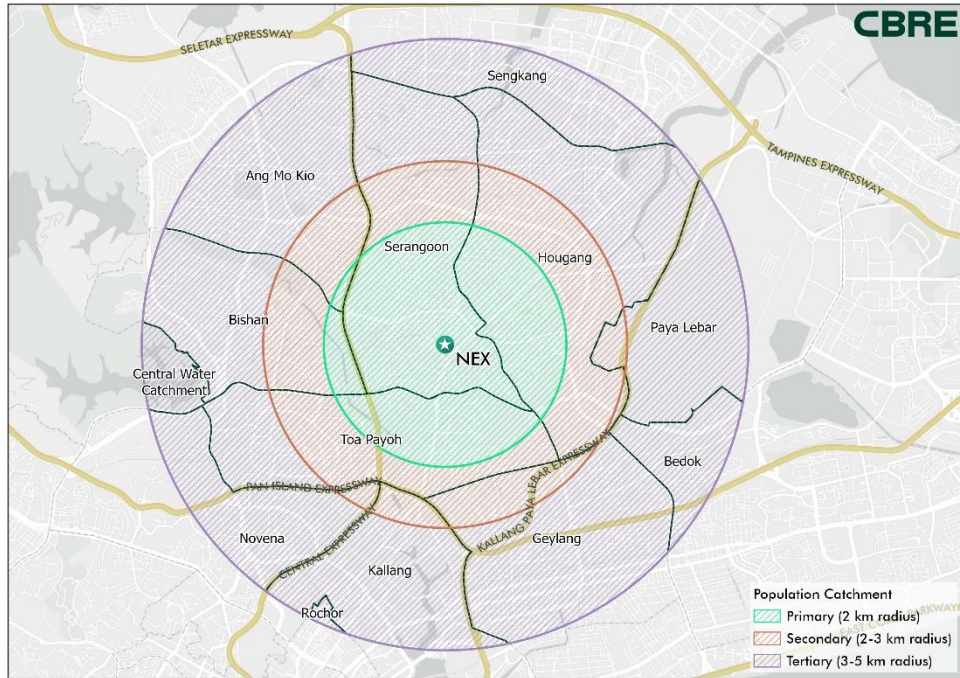 CBRE
SELETAR EXPRESSWAY
Sengkang
TAMPINES EXPRESSWAY
Ang Mo Kio
Serangoon
Hougang
Bishan
Paya Lebar
NEX
Central Water
Catchment
Toa Payoh
Bedok
PAN ISLAND EXPRESSWAY
KALLANG PAYA LEBAR EXPRESSWAY
Novena
CENTRAL EXPRESSWAY
Geylang
Kallang
Rochor
Population Catchment
Primary (2 km radius)
Secondary (2-3 km radius)
Tertiary (3-5 km radius)
PARKWAY